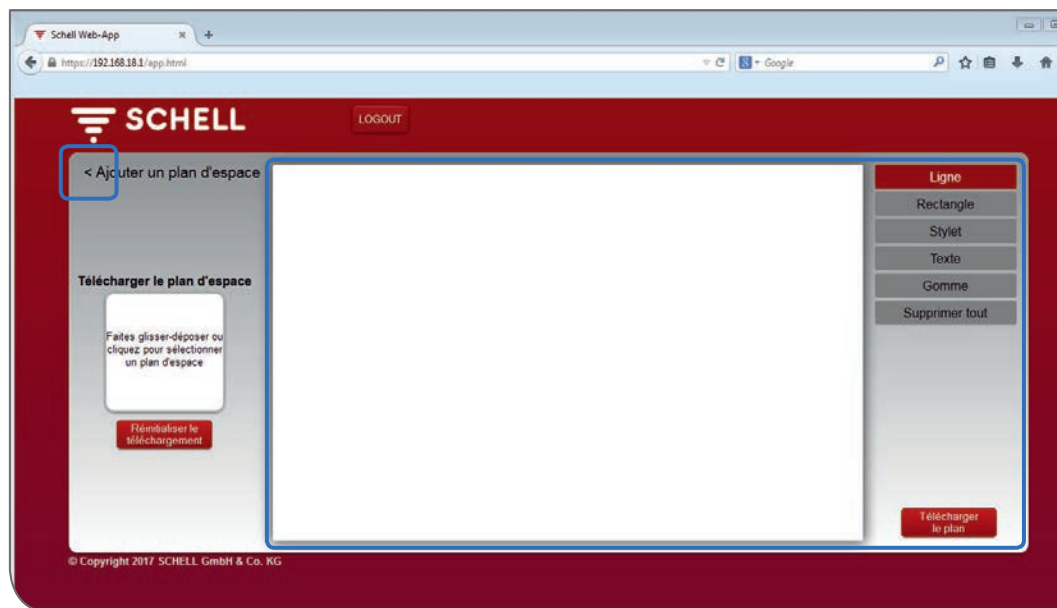 Schell Web-App
https://192.168.18.1/app.html
Google
SCHELL
LOGOUT
< Ajouter un plan d'espace
Télécharger le plan d'espace
Faites glisser-déposer ou
cliquez pour sélectionner
un plan d'espace
Réinitialiser le
téléchargement
Ligne
Rectangle
Stylet
Texte
Gomme
Supprimer tout
Télécharger
le plan
© Copyright 2017 SCHELL GmbH & Co. KG